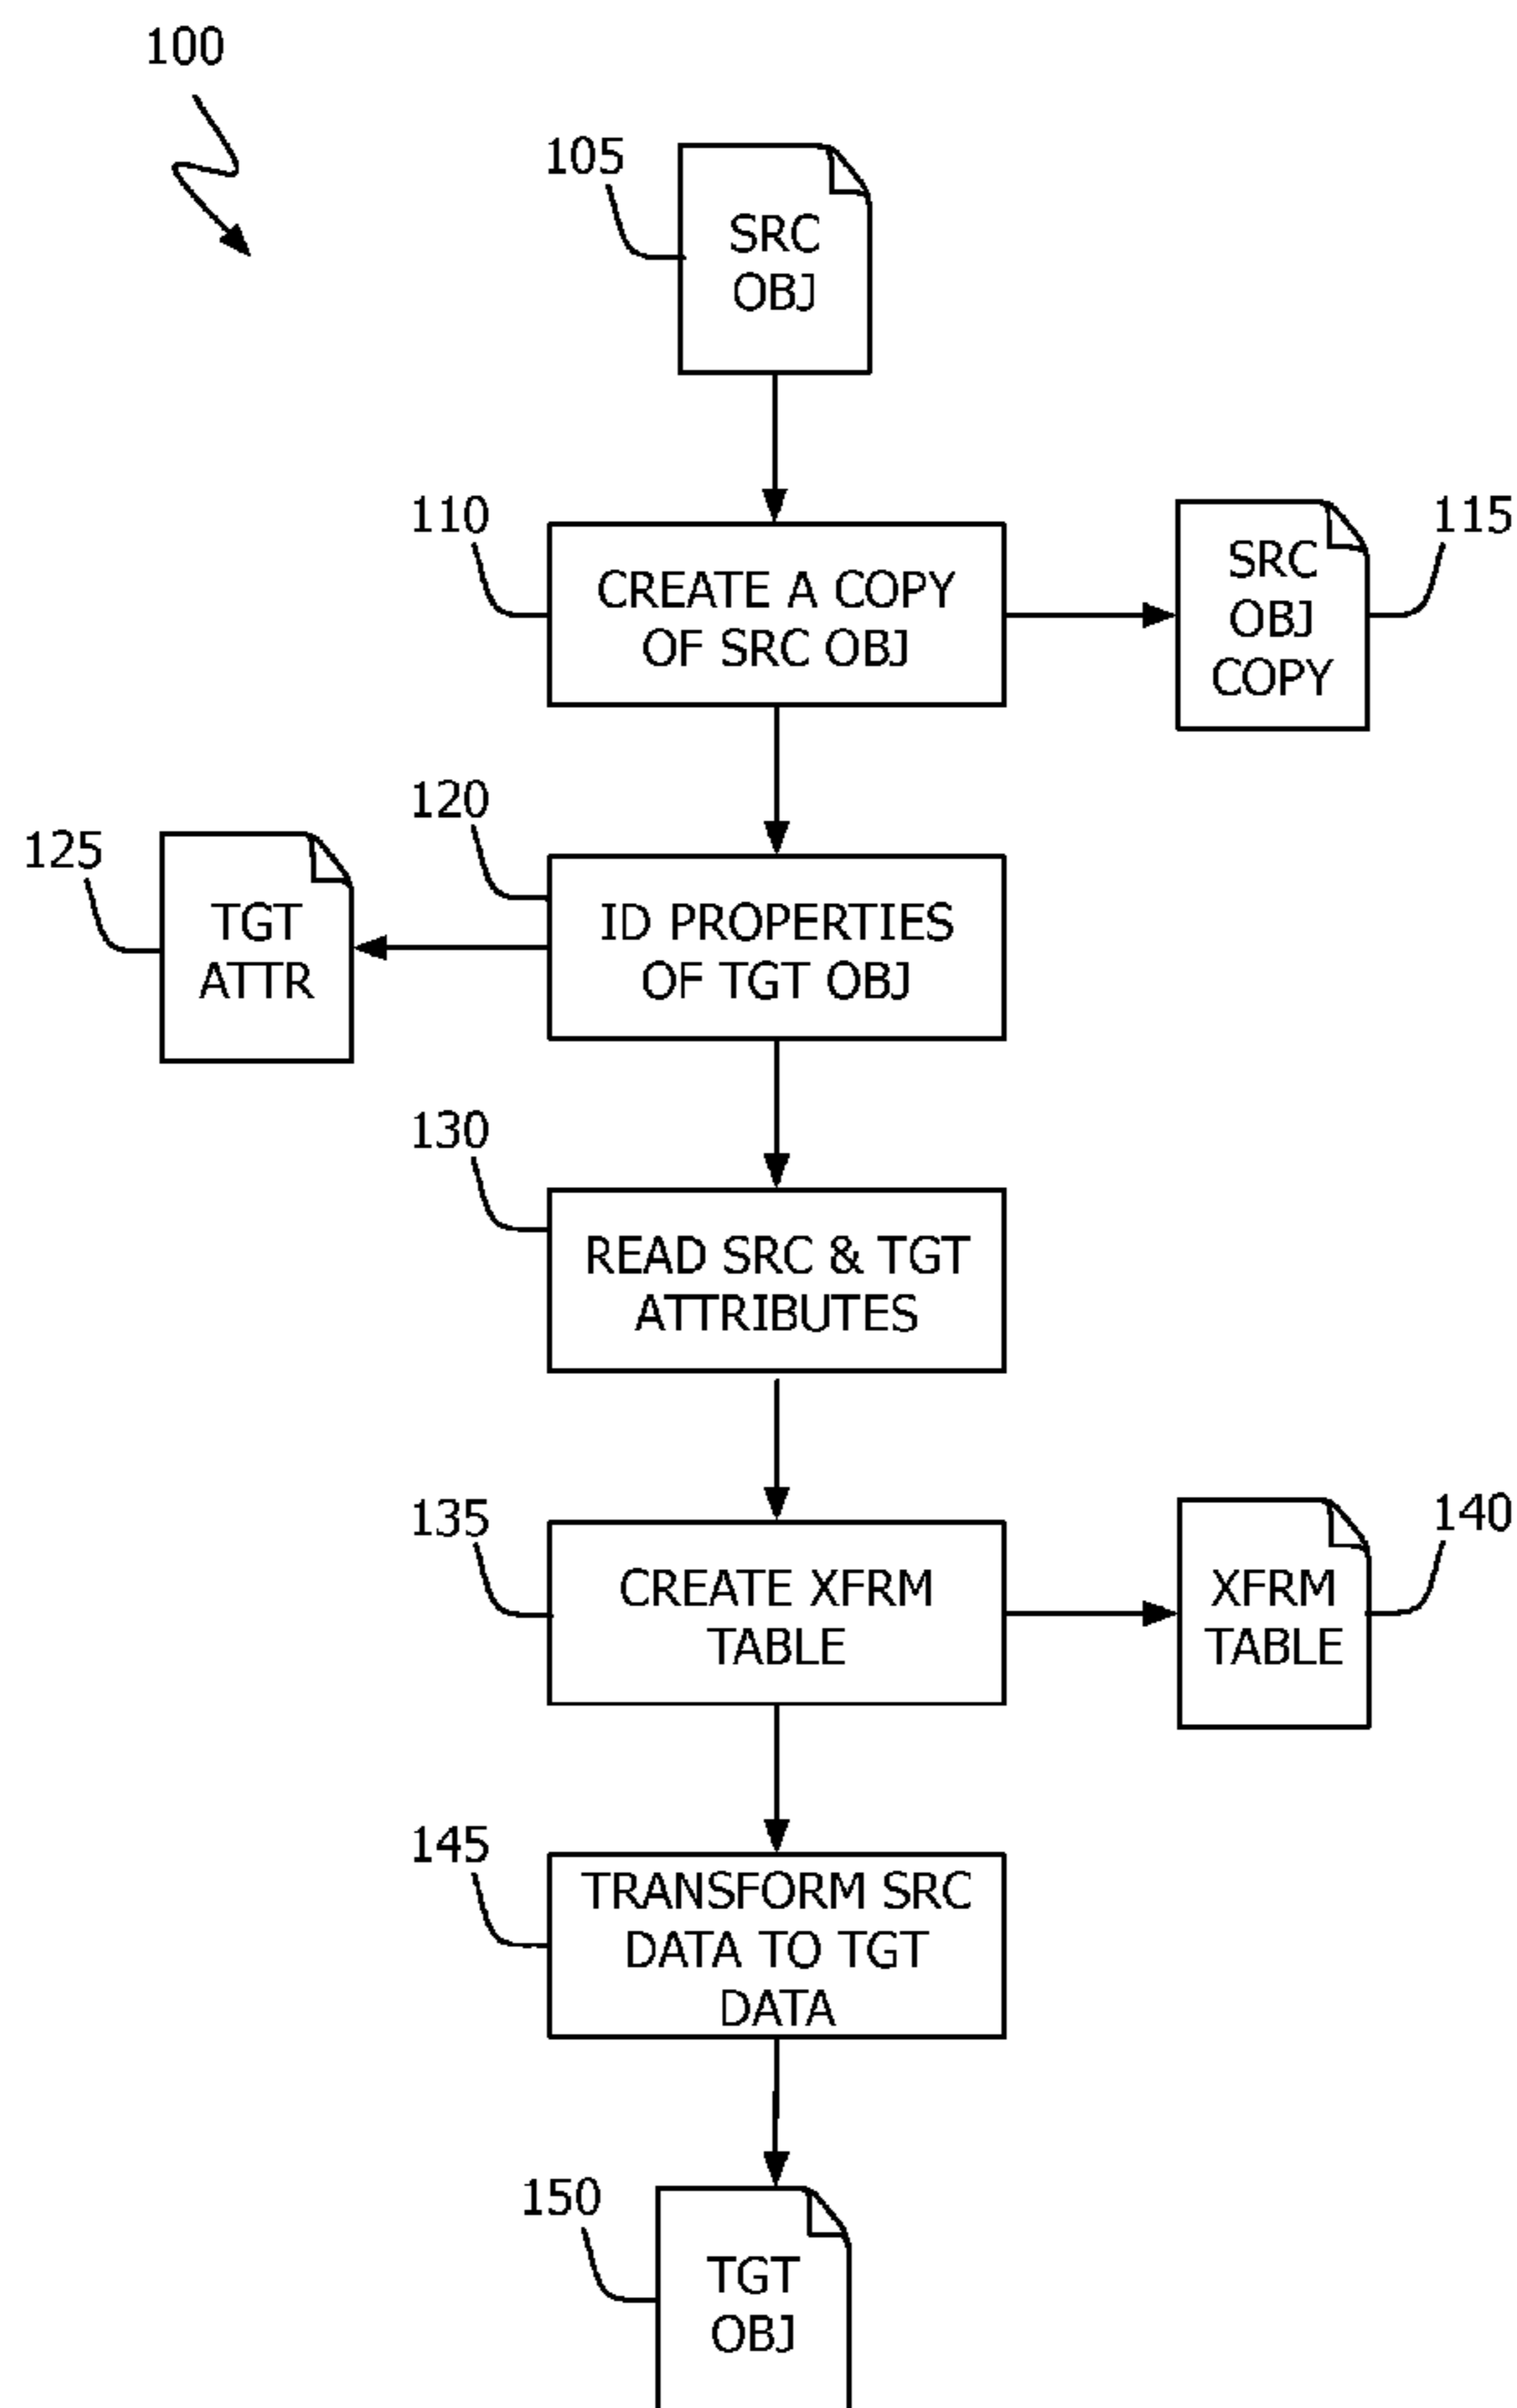 100
105
SRC
OBJ
110
CREATE A COPY
OF SRC OBJ
115
SRC
OBJ
COPY
120
ID PROPERTIES
OF TGT OBJ
125
TGT
ATTR
130
READ SRC & TGT
ATTRIBUTES
135
CREATE XFRM
TABLE
140
XFRM
TABLE
145
TRANSFORM SRC
DATA TO TGT
DATA
150
TGT
OBJ